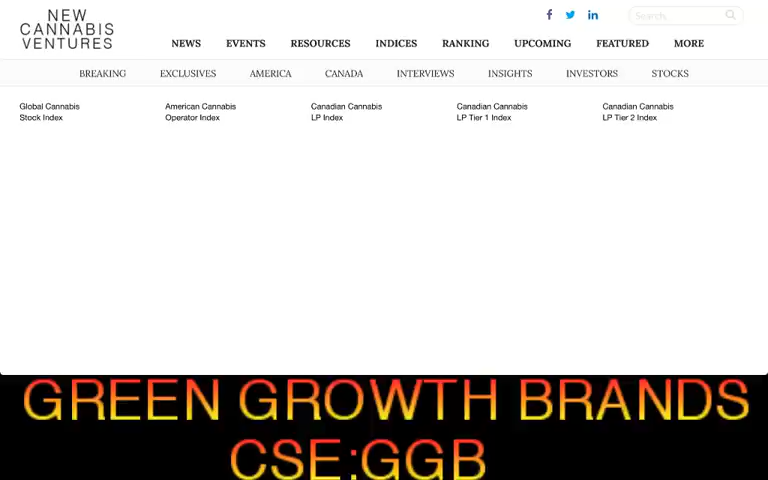 NEW
CANNABIS
VENTURES
Search
NEWS EVENTS RESOURCES INDICES RANKING UPCOMING FEATURED MORE
BREAKING EXCLUSIVES AMERICA CANADA INTERVIEWS INSIGHTS INVESTORS STOCKS
Global Cannabis
Stock Index
American Cannabis
Operator Index
Canadian Cannabis
LP Index
Canadian Cannabis
LP Tier 1 Index
Canadian Cannabis
LP Tier 2 Index
GREEN GROWTH BRANDS
CSE:GGB